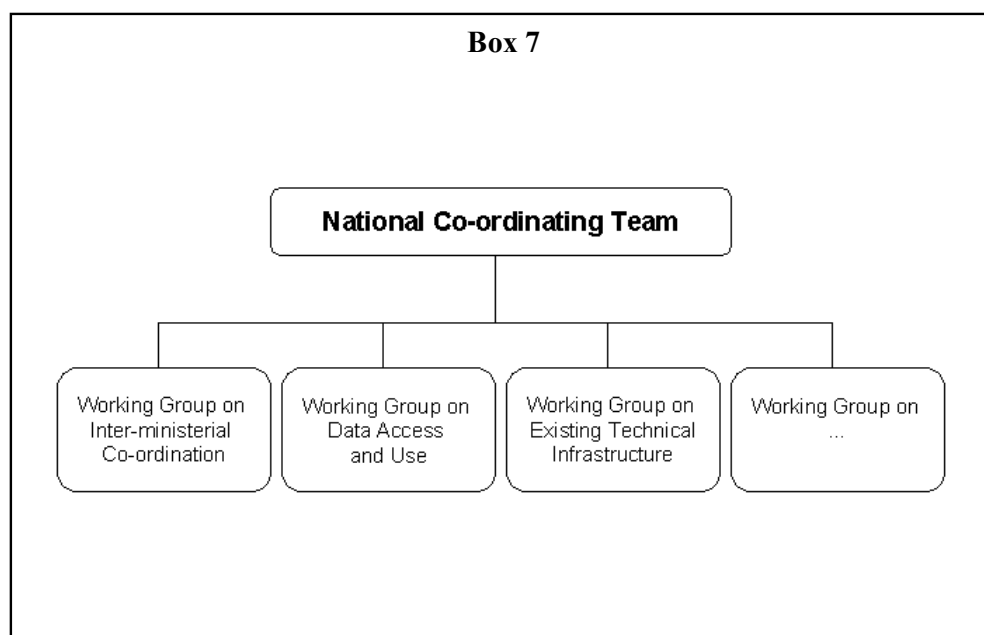 Box 7
National Co-ordinating Team
Working Group on
Inter-ministerial
Co-ordination
Working Group on
Data Access
and Use
Working Group on
Existing Technical
Infrastructure
Working Group on
...